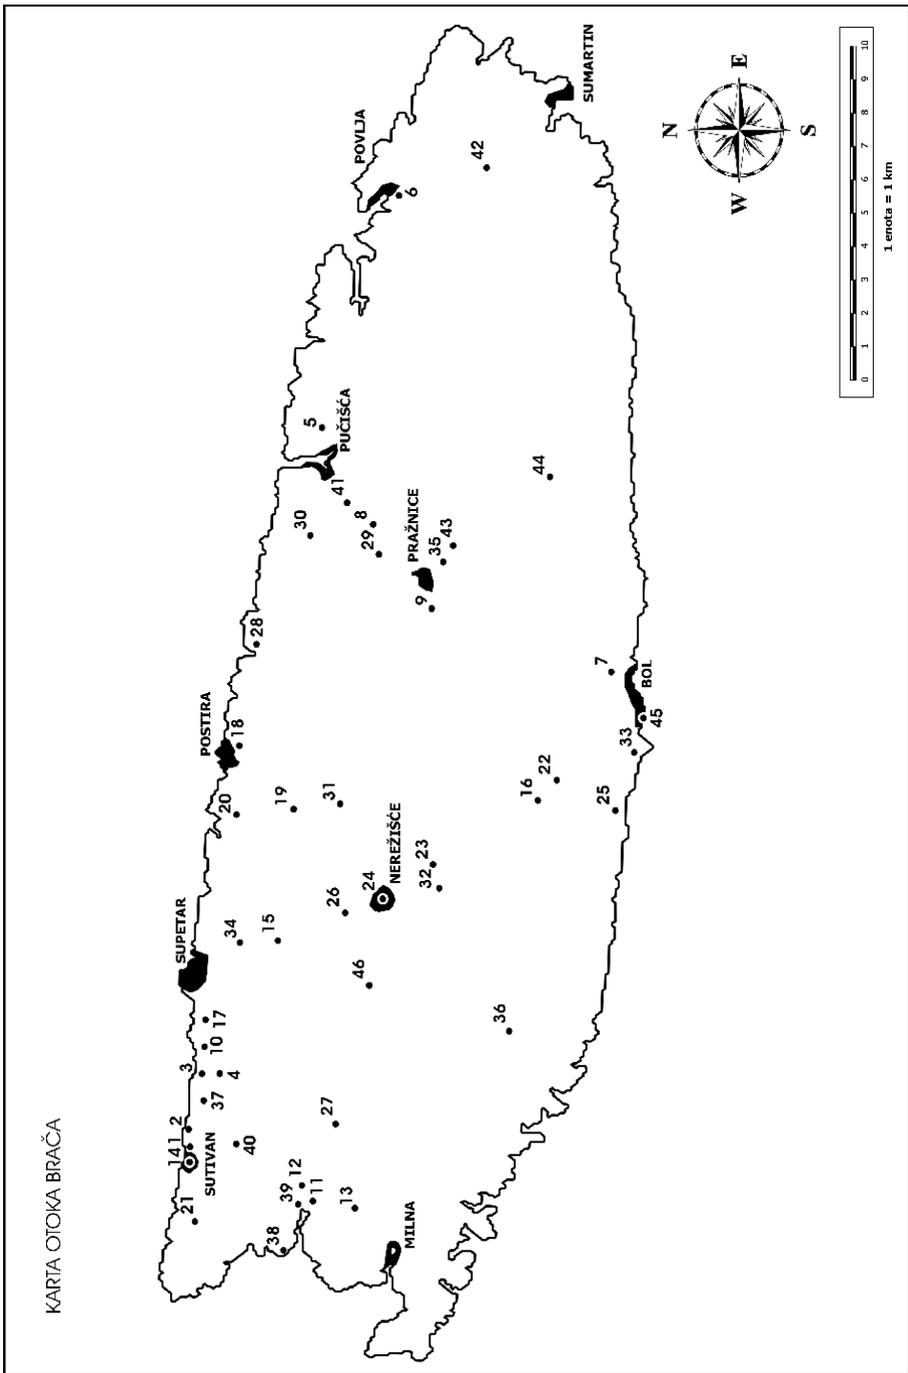 KARTA OTOKA BRAČA
SUTIVAN
SUPETAR
POSTIRA
PUČIŠĆA
POVLJA
SUMARTIN
PRAŽNICE
NEREŽIŠĆE
MILNA
BOL
21
14
1
2
37
3
4
10
17
40
38
39
12
11
13
27
34
15
26
46
24
36
20
19
31
18
28
32
23
16
22
25
33
45
7
9
35
43
29
8
41
30
5
44
6
42
N
E
S
W
0 1 2 3 4 5 6 7 8 9 10
1 enota = 1 km